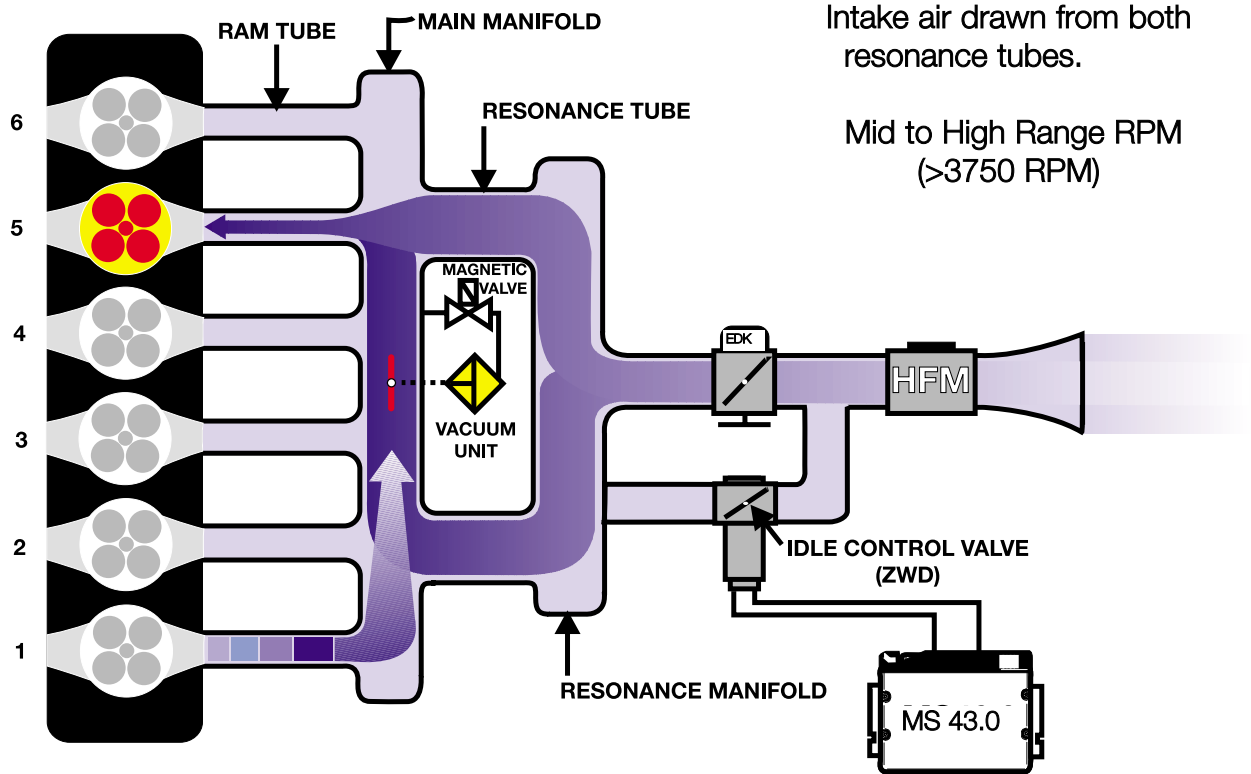 Intake air drawn from both
resonance tubes.
Mid to High Range RPM
(>3750 RPM)
RAM TUBE
MAIN MANIFOLD
RESONANCE TUBE
6
5
4
3
2
1
MAGNETIC
VALVE
VACUUM
UNIT
EDK
HFM
IDLE CONTROL VALVE
(ZWD)
RESONANCE MANIFOLD
MS 43.0